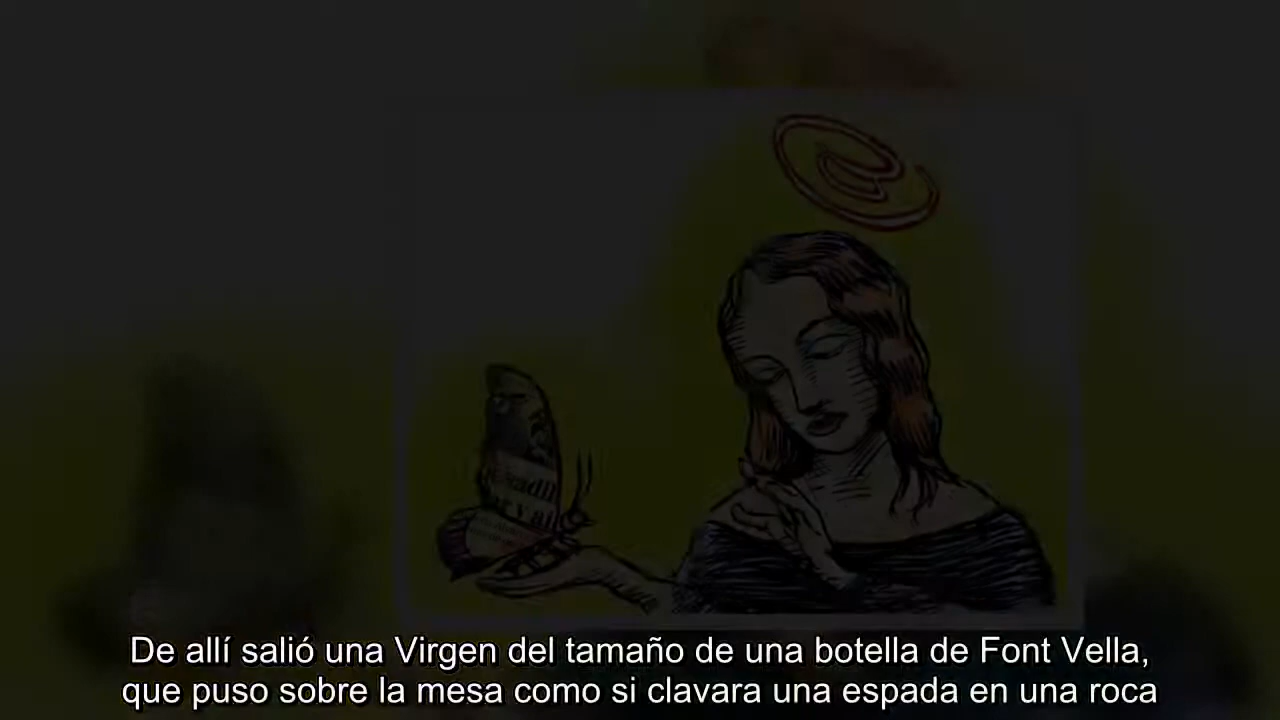 De allí salió una Virgen del tamaño de una botella de Font Vella,
que puso sobre la mesa como si clavara una espada en una roca